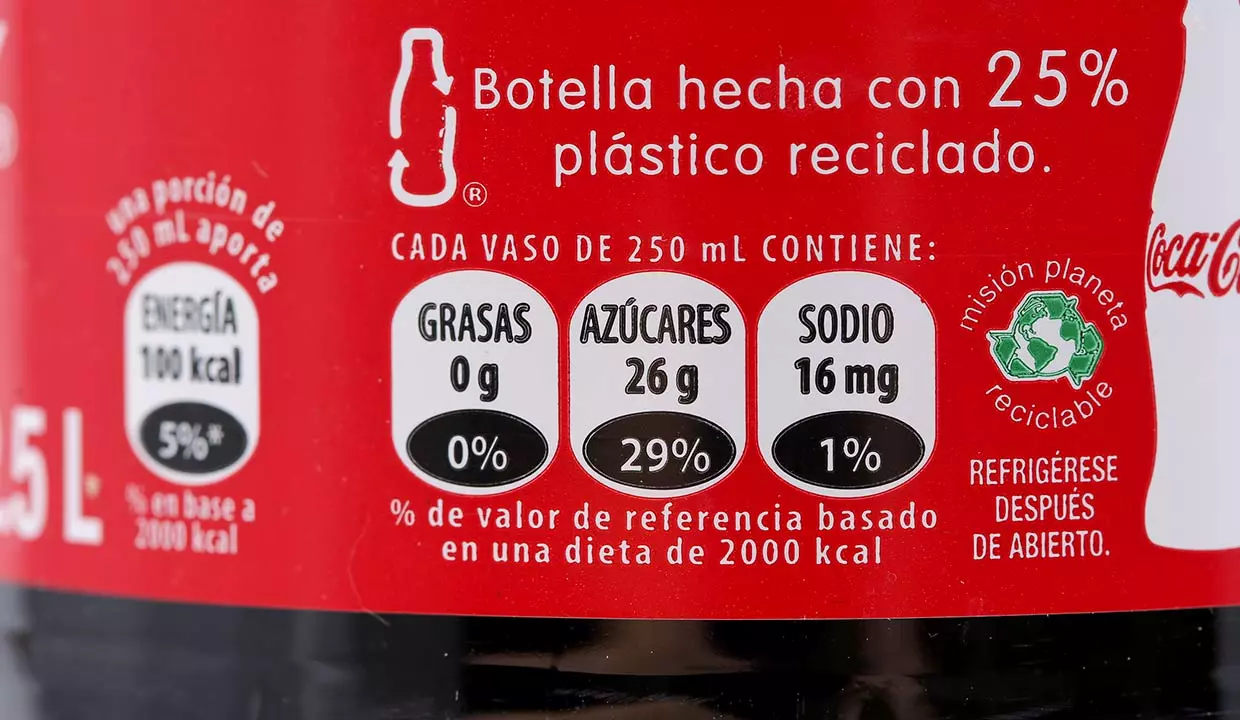 Botella hecha con 25%
plástico reciclado.
®
una porción de
250 mL aporta
ENERGÍA
100 kcal
5%*
% en base a
2000 kcal
.5 L
CADA VASO DE 250 mL CONTIENE:
GRASAS
0 g
0%
AZÚCARES
26 g
29%
SODIO
16 mg
1%
% de valor de referencia basado
en una dieta de 2000 kcal
misión planeta
reciclable
REFRIGÉRESE
DESPUÉS
DE ABIERTO.
Coca-C